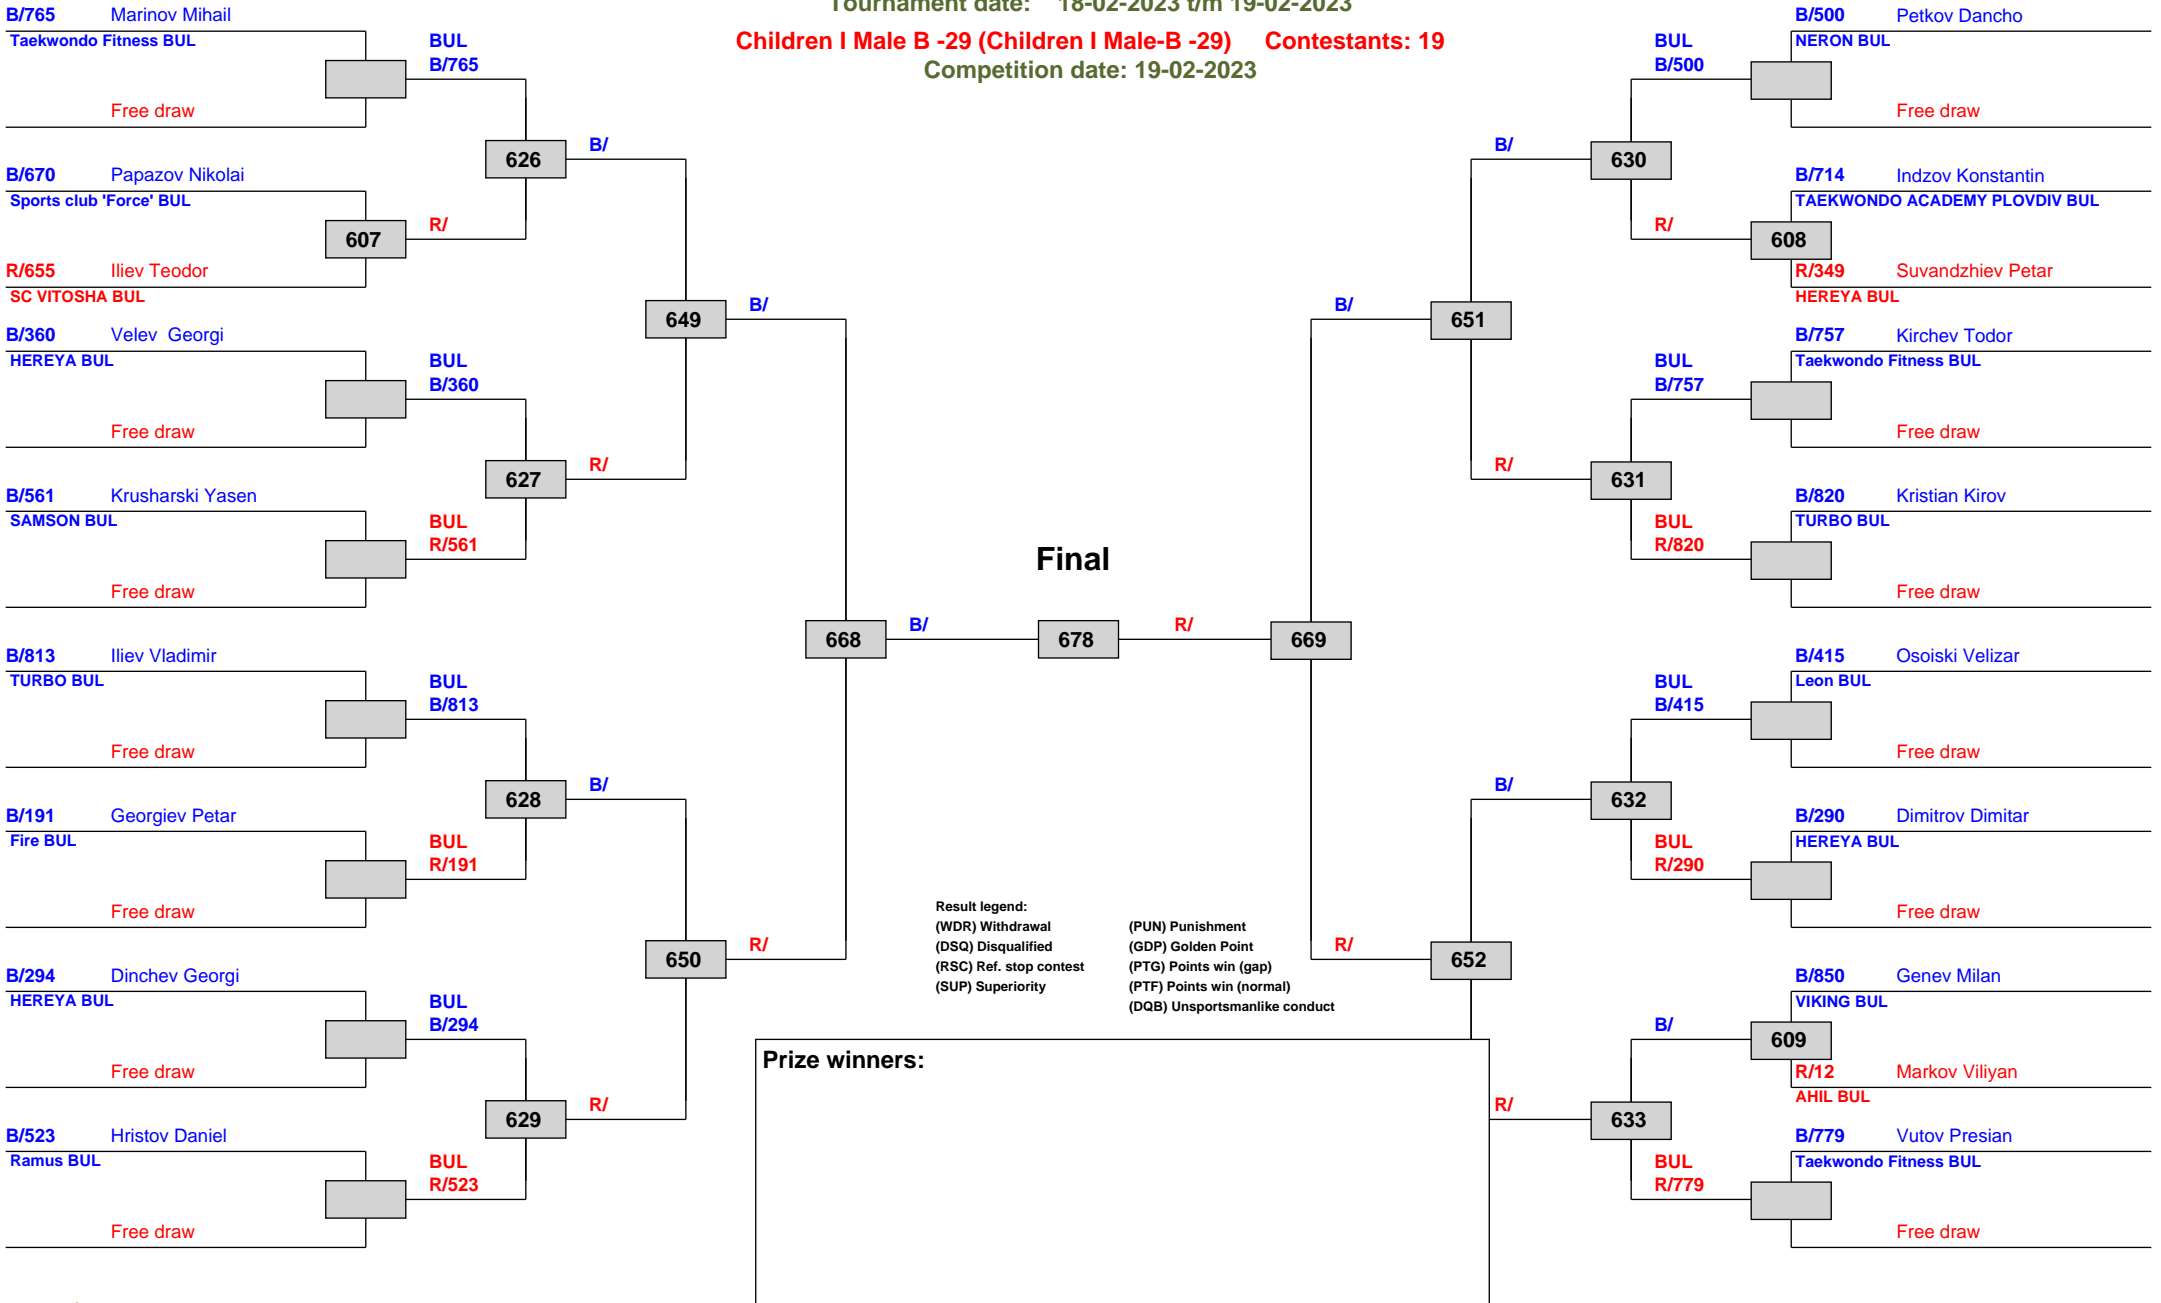 Tournament date: 18-02-2023 t/m 19-02-2023
Children I Male B -29 (Children I Male-B -29) Contestants: 19
Competition date: 19-02-2023
B/765 Marinov Mihail
Taekwondo Fitness BUL
Free draw
BUL
B/765
B/670 Papazov Nikolai
Sports club 'Force' BUL
607
R/655 Iliev Teodor
SC VITOSHA BUL
R/
626
B/
B/360 Velev Georgi
HEREYA BUL
Free draw
BUL
B/360
B/561 Krusharski Yasen
SAMSON BUL
Free draw
BUL
R/561
627
R/
649
B/
B/813 Iliev Vladimir
TURBO BUL
Free draw
BUL
B/813
B/191 Georgiev Petar
Fire BUL
Free draw
BUL
R/191
628
B/
B/294 Dinchev Georgi
HEREYA BUL
Free draw
BUL
B/294
B/523 Hristov Daniel
Ramus BUL
Free draw
BUL
R/523
629
R/
650
R/
668
B/
Final
678
R/
669
B/
651
B/
630
BUL
B/500
B/500 Petkov Dancho
NERON BUL
Free draw
R/
608
B/714 Indzov Konstantin
TAEKWONDO ACADEMY PLOVDIV BUL
R/349 Suvandzhiev Petar
HEREYA BUL
R/
631
BUL
B/757
B/757 Kirchev Todor
Taekwondo Fitness BUL
Free draw
BUL
R/820
B/820 Kristian Kirov
TURBO BUL
Free draw
R/
652
B/
632
BUL
B/415
B/415 Osoiski Velizar
Leon BUL
Free draw
BUL
R/290
B/290 Dimitrov Dimitar
HEREYA BUL
Free draw
R/
633
B/
609
B/850 Genev Milan
VIKING BUL
R/12 Markov Viliyan
AHIL BUL
BUL
R/779
B/779 Vutov Presian
Taekwondo Fitness BUL
Free draw
Result legend:
(WDR) Withdrawal (PUN) Punishment
(DSQ) Disqualified (GDP) Golden Point
(RSC) Ref. stop contest (PTG) Points win (gap)
(SUP) Superiority (PTF) Points win (normal)
(DQB) Unsportsmanlike conduct
Prize winners: